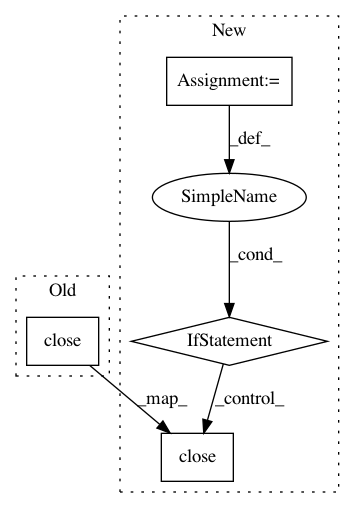 New
Assignment:=
_def_
SimpleName
_cond_
Old
IfStatement
close
_map_
_control_
close